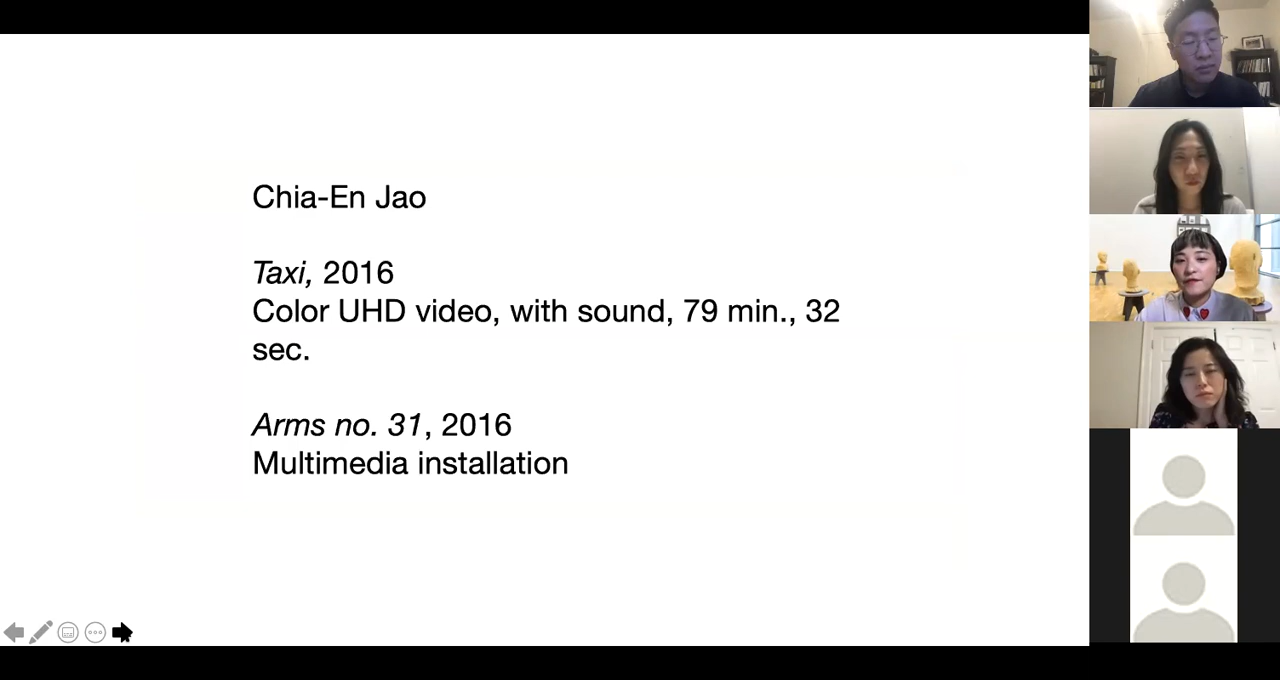 Chia-En Jao
Taxi, 2016
Color UHD video, with sound, 79 min., 32
sec.
Arms no. 31, 2016
Multimedia installation